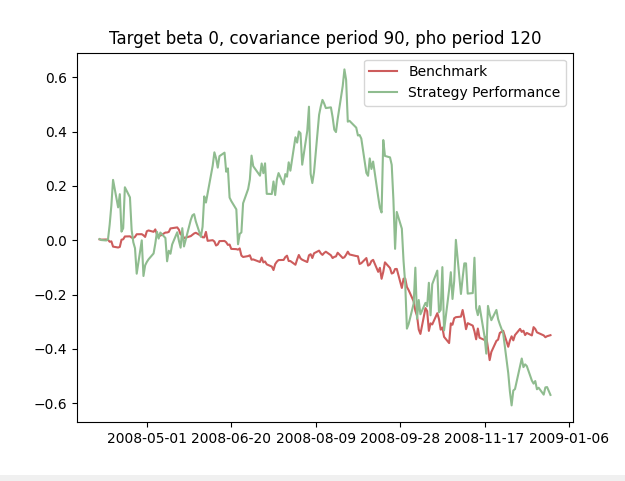 Target beta 0, covariance period 90, pho period 120
Benchmark
Strategy Performance
0.6
0.4
0.2
0.0
−0.2
−0.4
−0.6
2008-05-01 2008-06-20 2008-08-09 2008-09-28 2008-11-17 2009-01-06